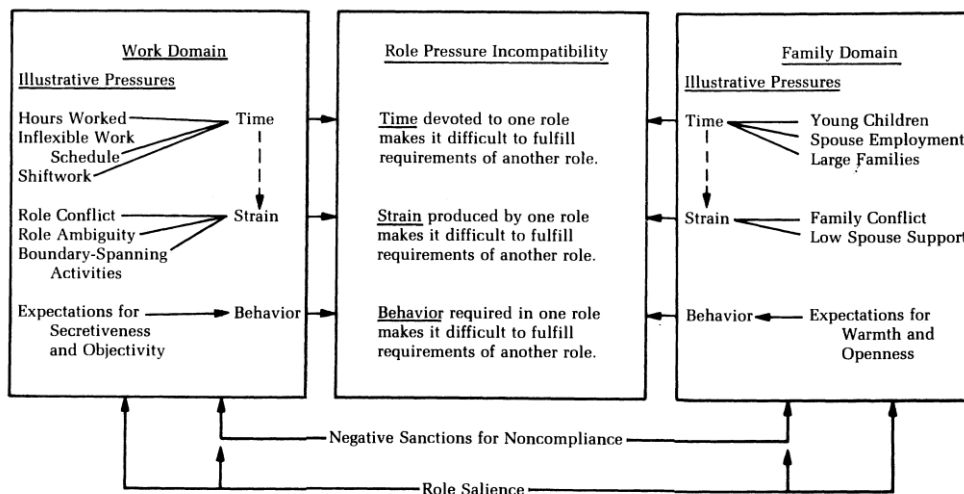 Work Domain
Illustrative Pressures
Hours Worked
Inflexible Work
Schedule
Shiftwork
Time
Role Conflict
Role Ambiguity
Boundary-Spanning
Activities
Strain
Expectations for
Secretiveness
and Objectivity
Behavior
Role Pressure Incompatibility
Time devoted to one role
makes it difficult to fulfill
requirements of another role.
Strain produced by one role
makes it difficult to fulfill
requirements of another role.
Behavior required in one role
makes it difficult to fulfill
requirements of another role.
Family Domain
Illustrative Pressures
Time
Young Children
Spouse Employment
Large Families
Strain
Family Conflict
Low Spouse Support
Behavior
Expectations for
Warmth and
Openness
Negative Sanctions for Noncompliance
Role Salience